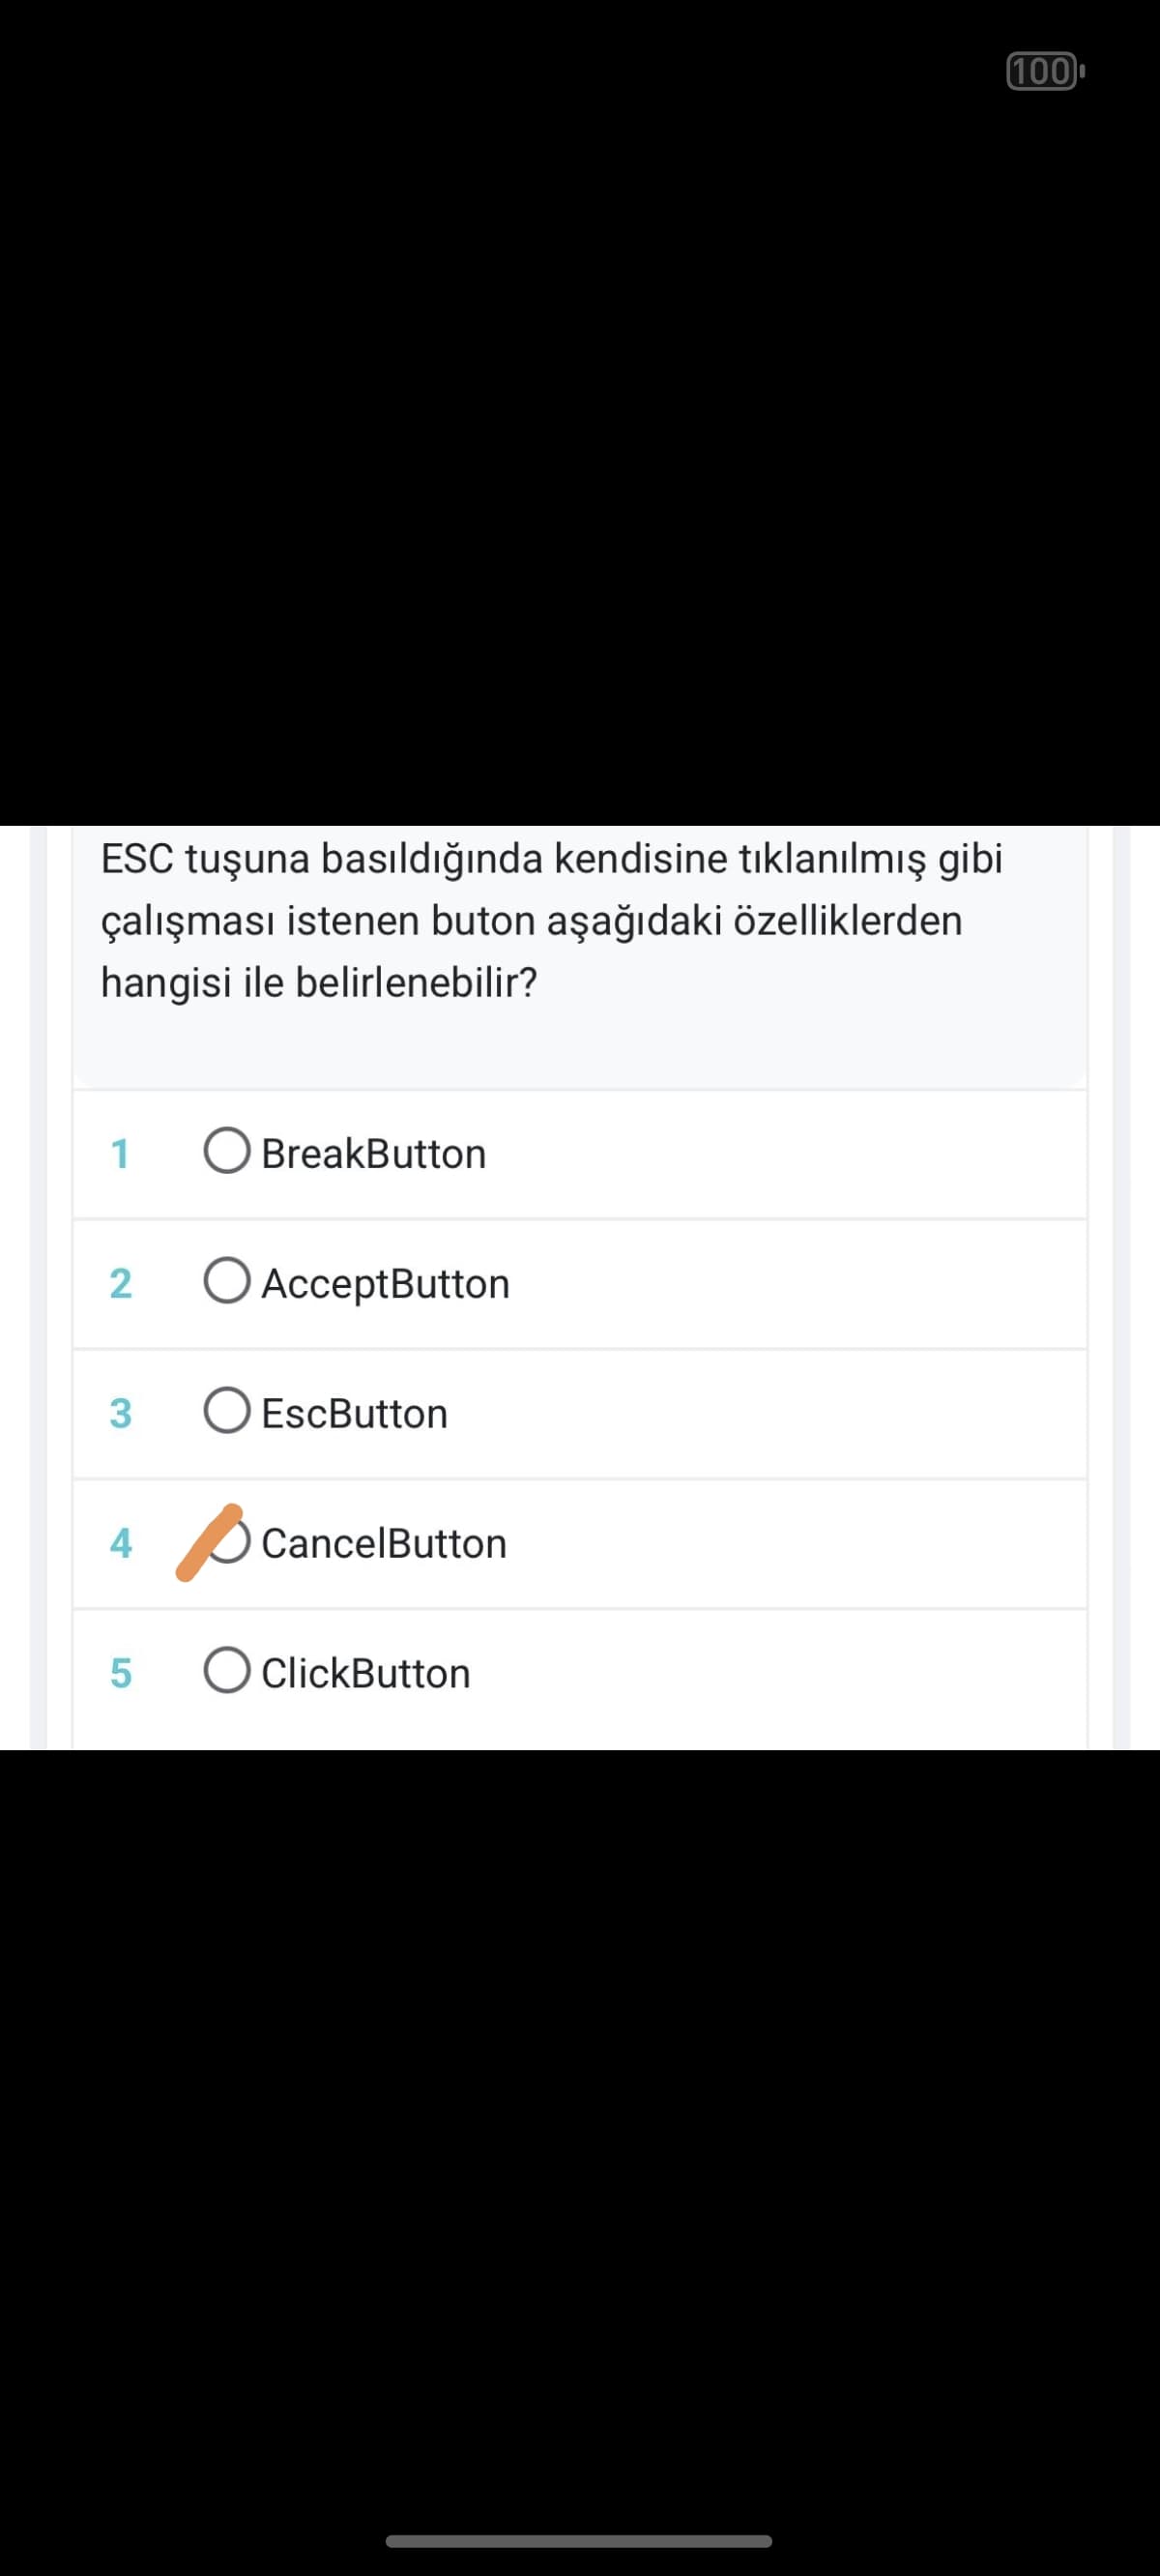 100
ESC tuşuna basıldığında kendisine tıklanılmış gibi
çalışması istenen buton aşağıdaki özelliklerden
hangisi ile belirlenebilir?
1 BreakButton
2 AcceptButton
3 EscButton
4 CancelButton
5 ClickButton